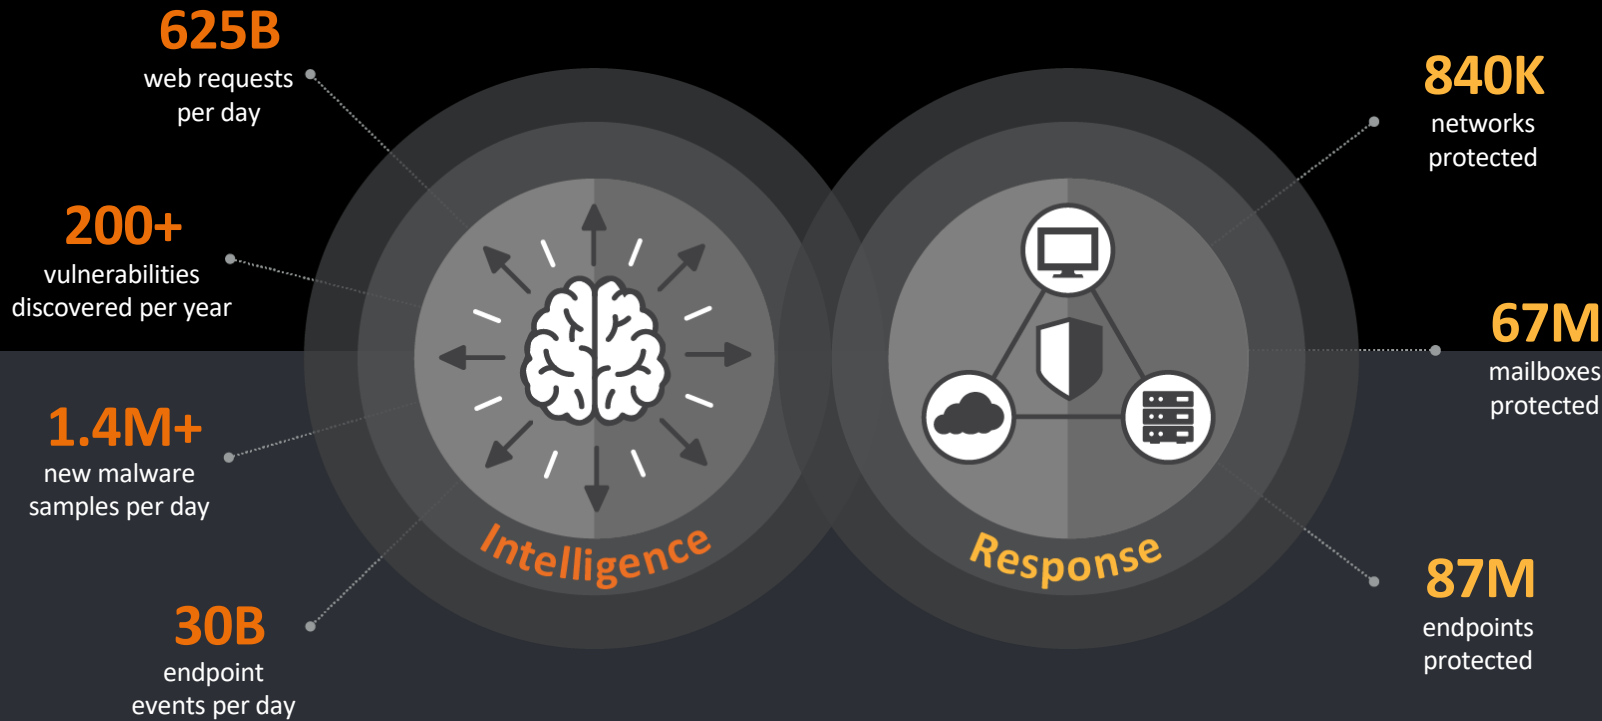 625B
web requests
per day
200+
vulnerabilities
discovered per year
1.4M+
new malware
samples per day
30B
endpoint
events per day
Intelligence
Response
840K
networks
protected
67M
mailboxes
protected
87M
endpoints
protected